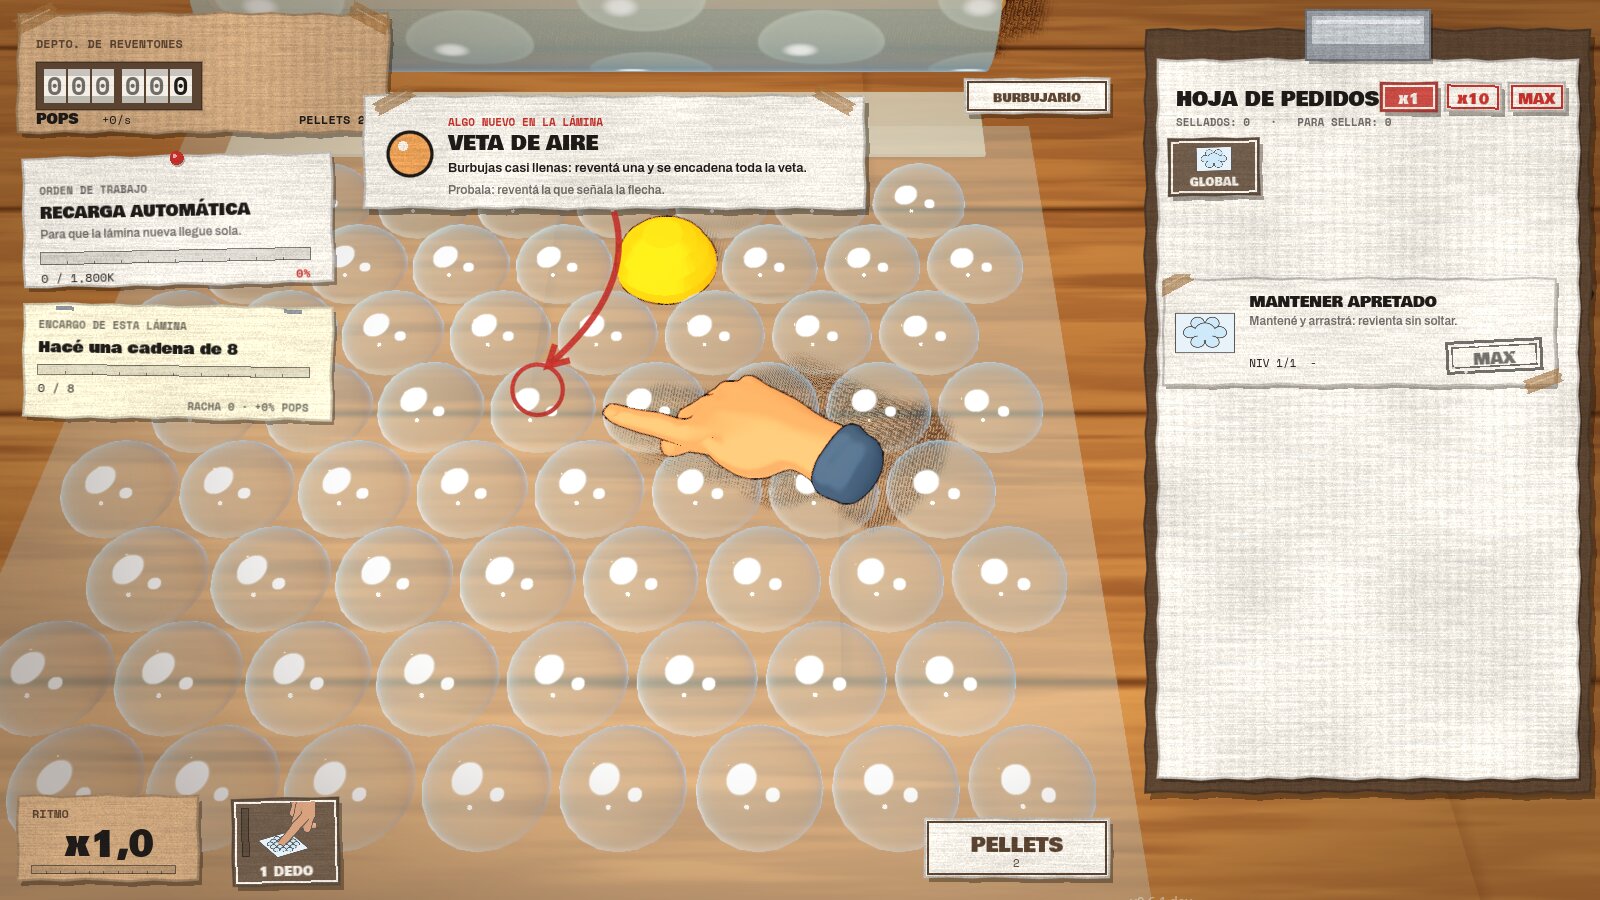 DEPTO. DE REVENTONES
000 000
POPS +0/s PELLETS 2
ORDEN DE TRABAJO
RECARGA AUTOMÁTICA
Para que la lámina nueva llegue sola.
0 / 1.800K 0%
ENCARGO DE ESTA LÁMINA
Hacé una cadena de 8
0 / 8
RACHA 0 · +0% POPS
ALGO NUEVO EN LA LÁMINA
VETA DE AIRE
Burbujas casi llenas: reventá una y se encadena toda la veta.
Probala: reventá la que señala la flecha.
BURBUJARIO
HOJA DE PEDIDOS x1 x10 MAX
SELLADOS: 0 · PARA SELLAR: 0
GLOBAL
MANTENER APRETADO
Mantené y arrastrá: revienta sin soltar.
NIV 1/1 -
MAX
RITMO
x1,0
1 DEDO
PELLETS
2